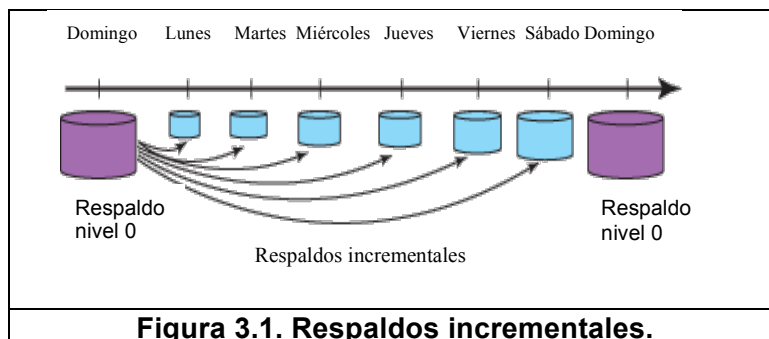 Domingo Lunes Martes Miércoles Jueves Viernes Sábado Domingo
Respaldo
nivel 0
Respaldo
nivel 0
Respaldos incrementales
Figura 3.1. Respaldos incrementales.